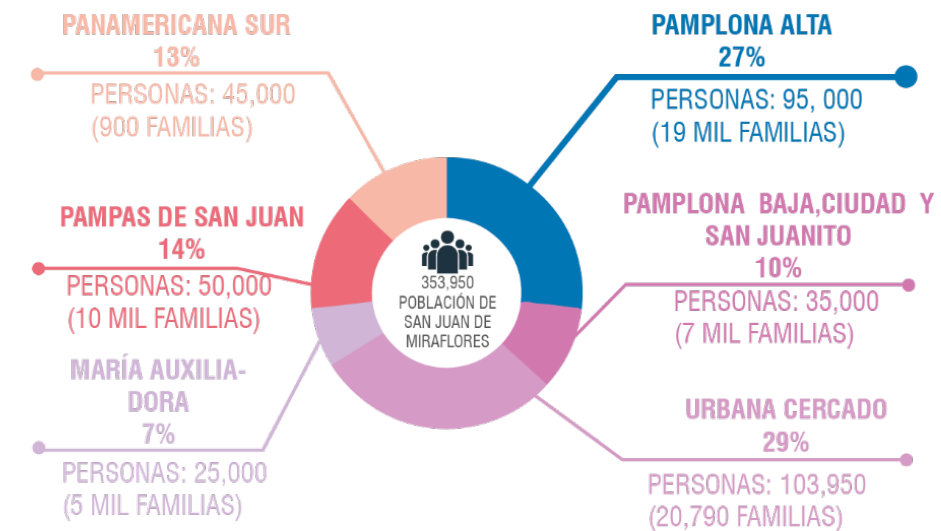 PANAMERICANA SUR
13%
PERSONAS: 45,000
(900 FAMILIAS)
PAMPAS DE SAN JUAN
14%
PERSONAS: 50,000
(10 MIL FAMILIAS)
MARÍA AUXILIA-
DORA
7%
PERSONAS: 25,000
(5 MIL FAMILIAS)
353,950
POBLACIÓN DE
SAN JUAN DE
MIRAFLORES
PAMPLONA ALTA
27%
PERSONAS: 95, 000
(19 MIL FAMILIAS)
PAMPLONA BAJA,CIUDAD Y
SAN JUANITO
10%
PERSONAS: 35,000
(7 MIL FAMILIAS)
URBANA CERCADO
29%
PERSONAS: 103,950
(20,790 FAMILIAS)